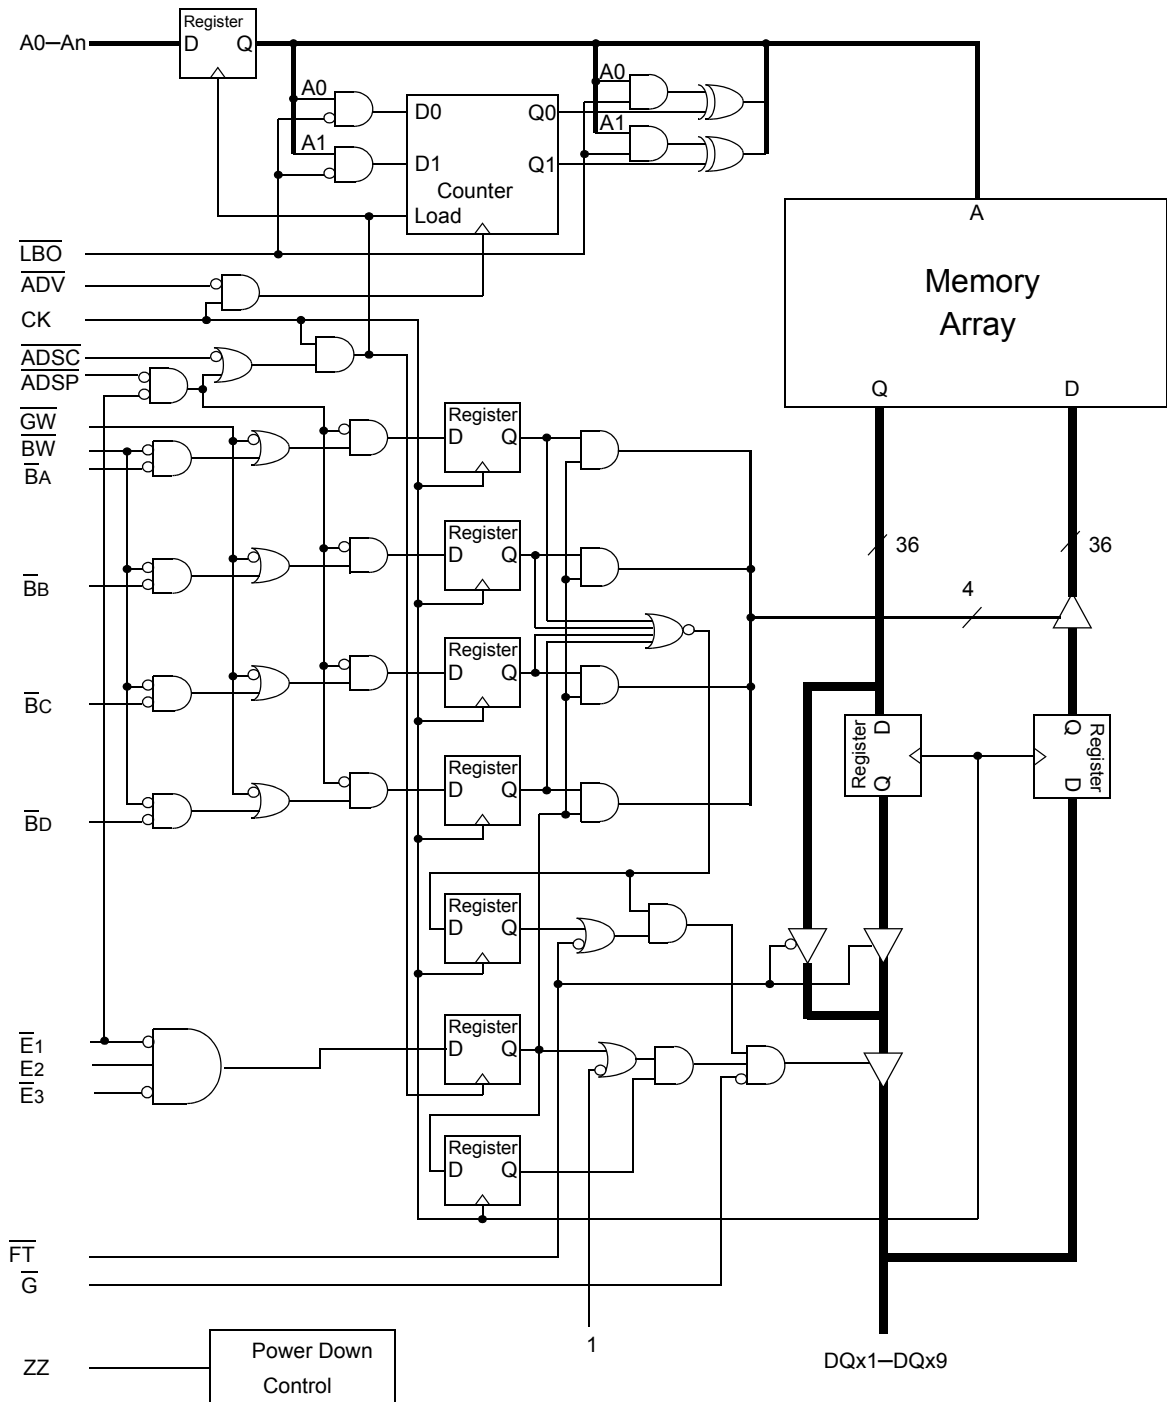 Register
A0–An
D Q
A0
A0
D0
Q0
A1
A1
D1
Q1
Counter
Load
A
LBO
ADV
CK
Memory
Array
ADSC
ADSP
Q
D
GW
BW
BA
Register
D Q
Register
D Q
36
36
BB
4
Register
D Q
BC
D
Q
Register
Q
D
Register
Register
D Q
BD
Register
D Q
Register
D Q
E1
E2
E3
Register
D Q
FT
G
1
ZZ
Power Down
Control
DQx1–DQx9